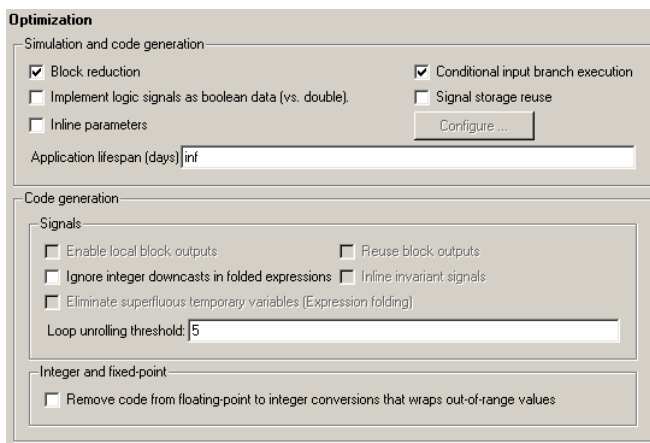 Optimization
Simulation and code generation
Block reduction
Conditional input branch execution
Implement logic signals as boolean data (vs. double).
Signal storage reuse
Inline parameters
Configure ...
Application lifespan (days) inf
Code generation
Signals
Enable local block outputs
Reuse block outputs
Ignore integer downcasts in folded expressions
Inline invariant signals
Eliminate superfluous temporary variables (Expression folding)
Loop unrolling threshold: 5
Integer and fixed-point
Remove code from floating-point to integer conversions that wraps out-of-range values